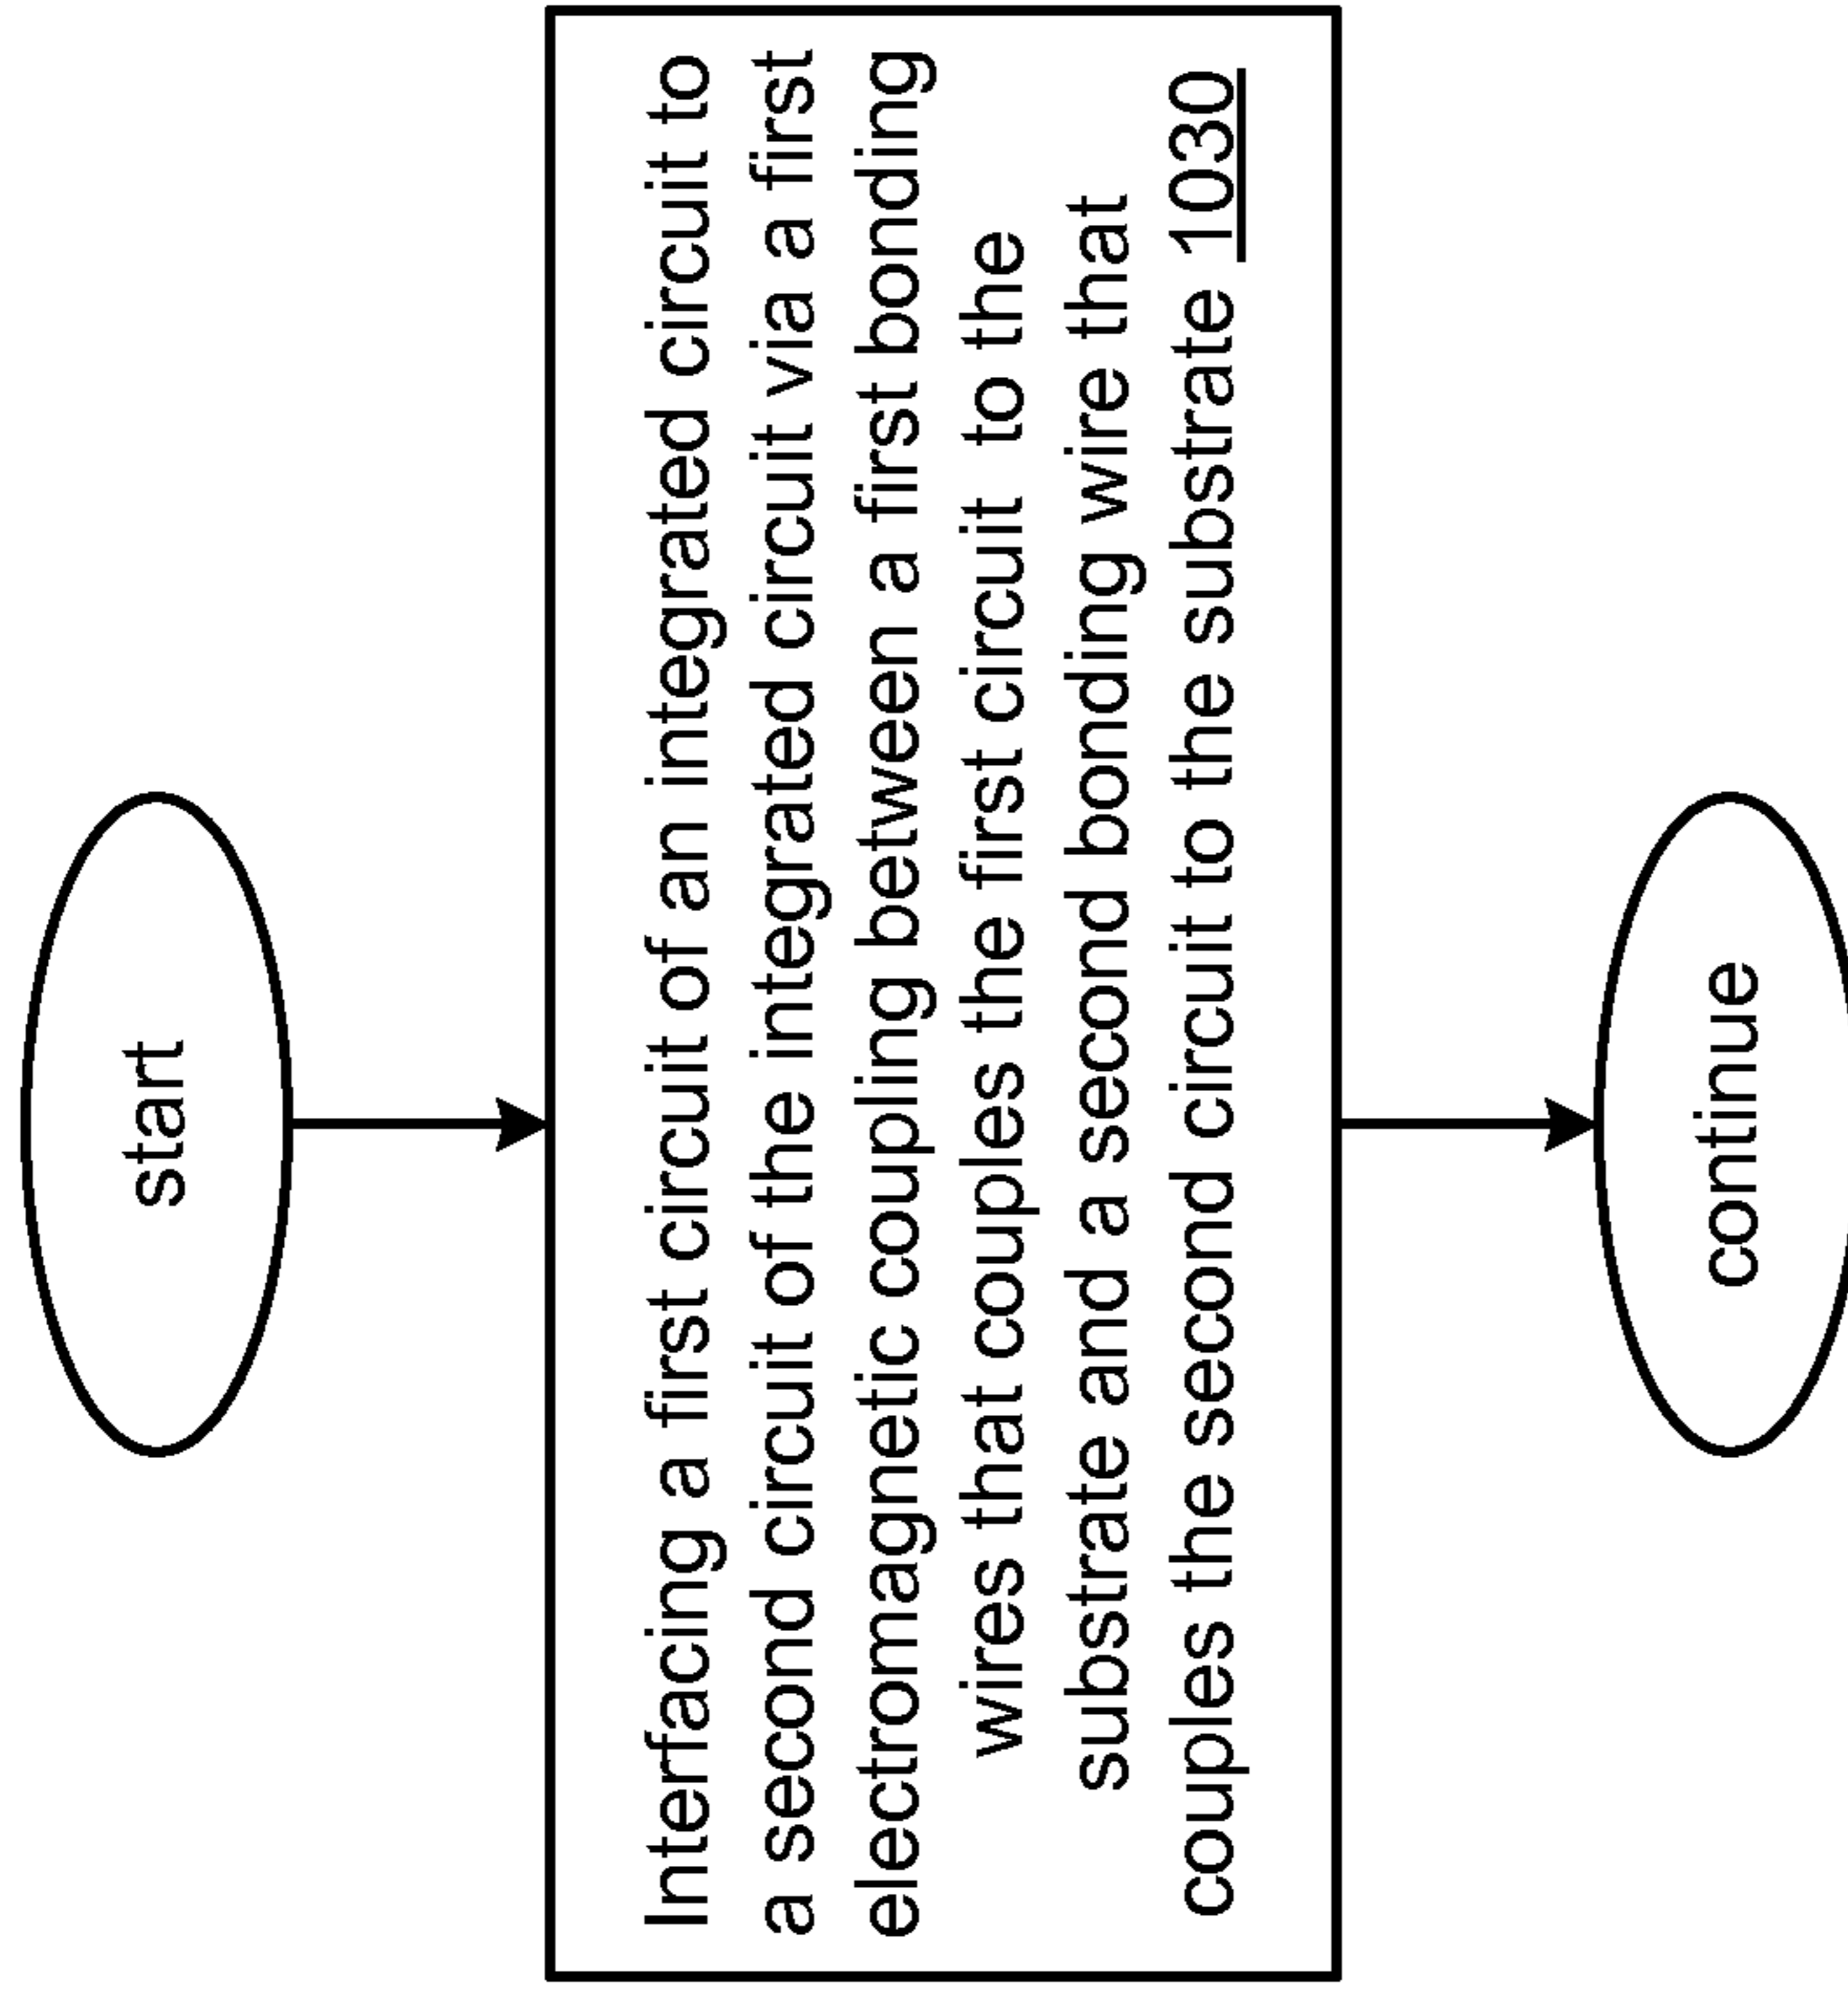 start
Interfacing a first circuit of an integrated circuit to
a second circuit of the integrated circuit via a first
electromagnetic coupling between a first bonding
wires that couples the first circuit to the
substrate and a second bonding wire that
couples the second circuit to the substrate 1030
continue